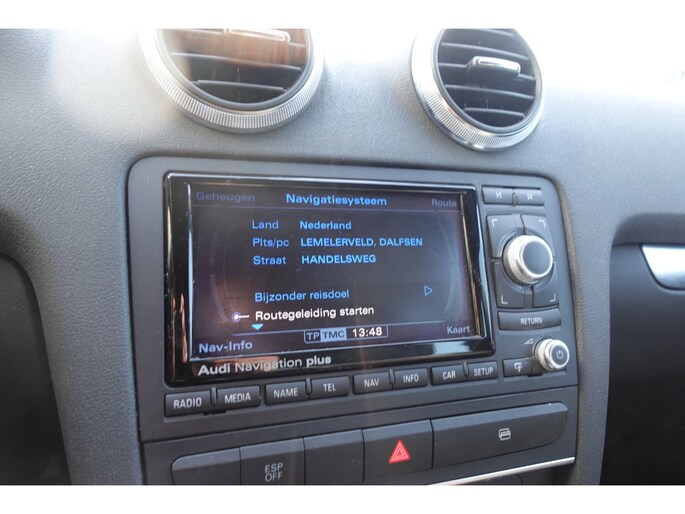 Geheugen Navigatiesysteem Route
Land Nederland
Plts/pc LEMELERVELD, DALFSEN
Straat HANDELSWEG
Bijzonder reisdoel
Routegeleiding starten
Nav-Info TP TMC 13:48 Kaart
Audi Navigation plus
RETURN
RADIO MEDIA NAME TEL NAV INFO CAR SETUP
ESP
OFF